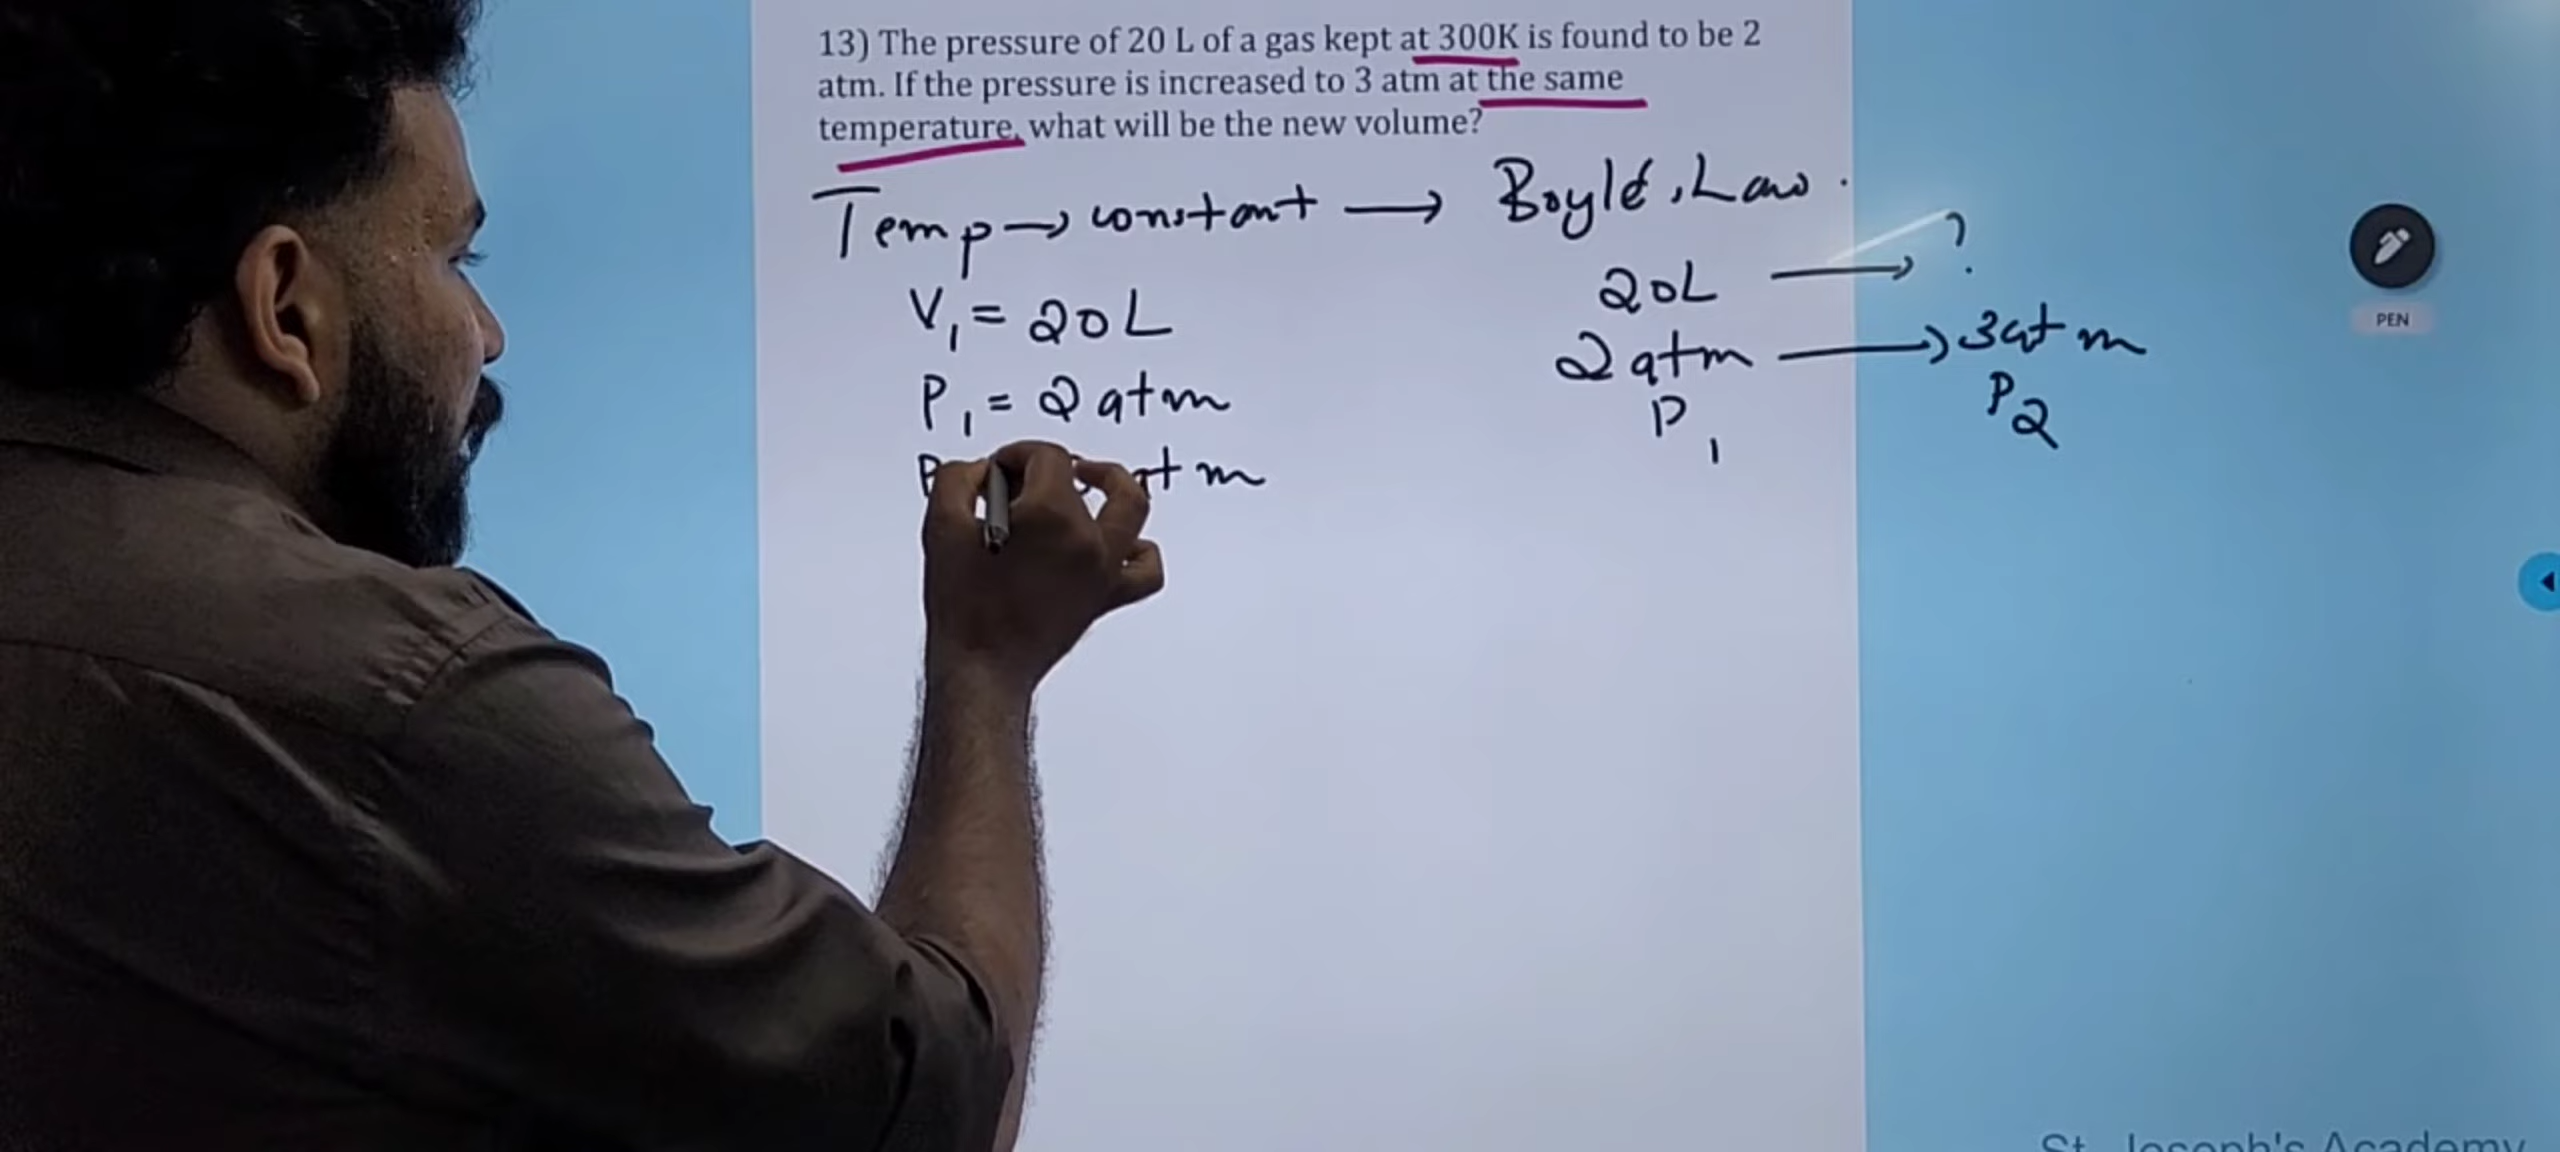 13) The pressure of 20 L of a gas kept at 300K is found to be 2
atm. If the pressure is increased to 3 atm at the same
temperature, what will be the new volume?
Temp → constant → Boyle's Law.
V₁ = 20L
P₁ = 2 atm
20L → ?
2 atm → 3 atm
P₁ P₂
PEN
St. Joseph's Academy